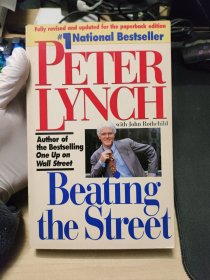 Fully revised and updated for the paperback edition
#1 National Bestseller
PETER
LYNCH
with John Rothchild
Author of
the Bestselling
One Up on
Wall Street
Beating
the Street